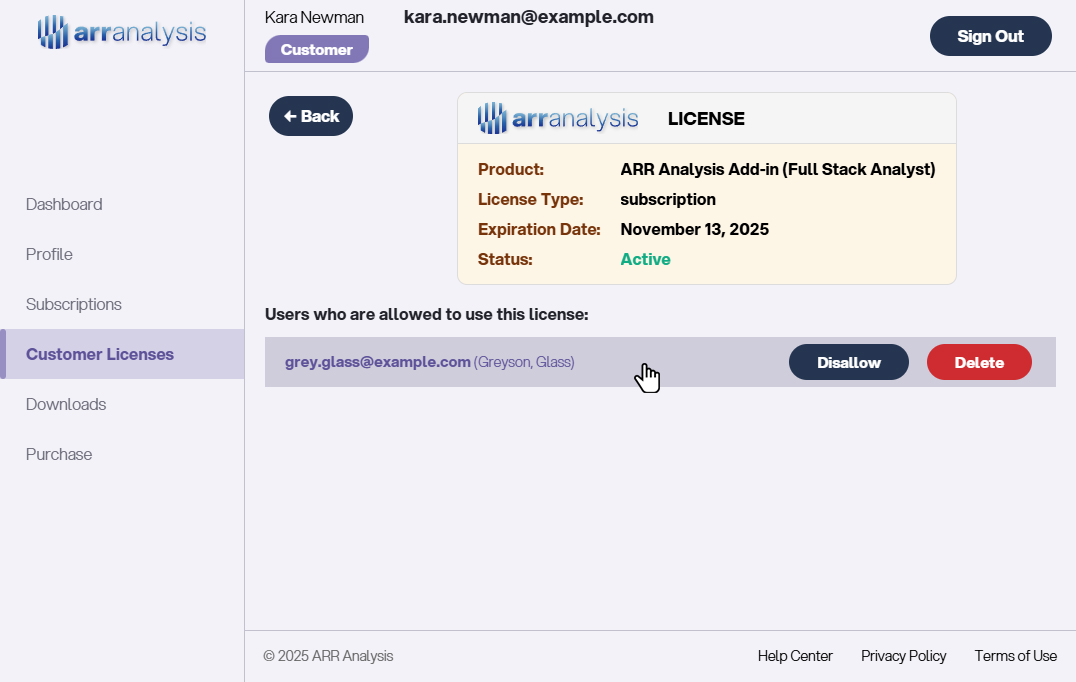 arranalysis
Kara Newman
kara.newman@example.com
Customer
Sign Out
Back
arranalysis
LICENSE
Product: ARR Analysis Add-in (Full Stack Analyst)
License Type: subscription
Expiration Date: November 13, 2025
Status: Active
Dashboard
Profile
Subscriptions
Customer Licenses
Downloads
Purchase
Users who are allowed to use this license:
grey.glass@example.com (Greyson, Glass)
Disallow
Delete
© 2025 ARR Analysis
Help Center
Privacy Policy
Terms of Use